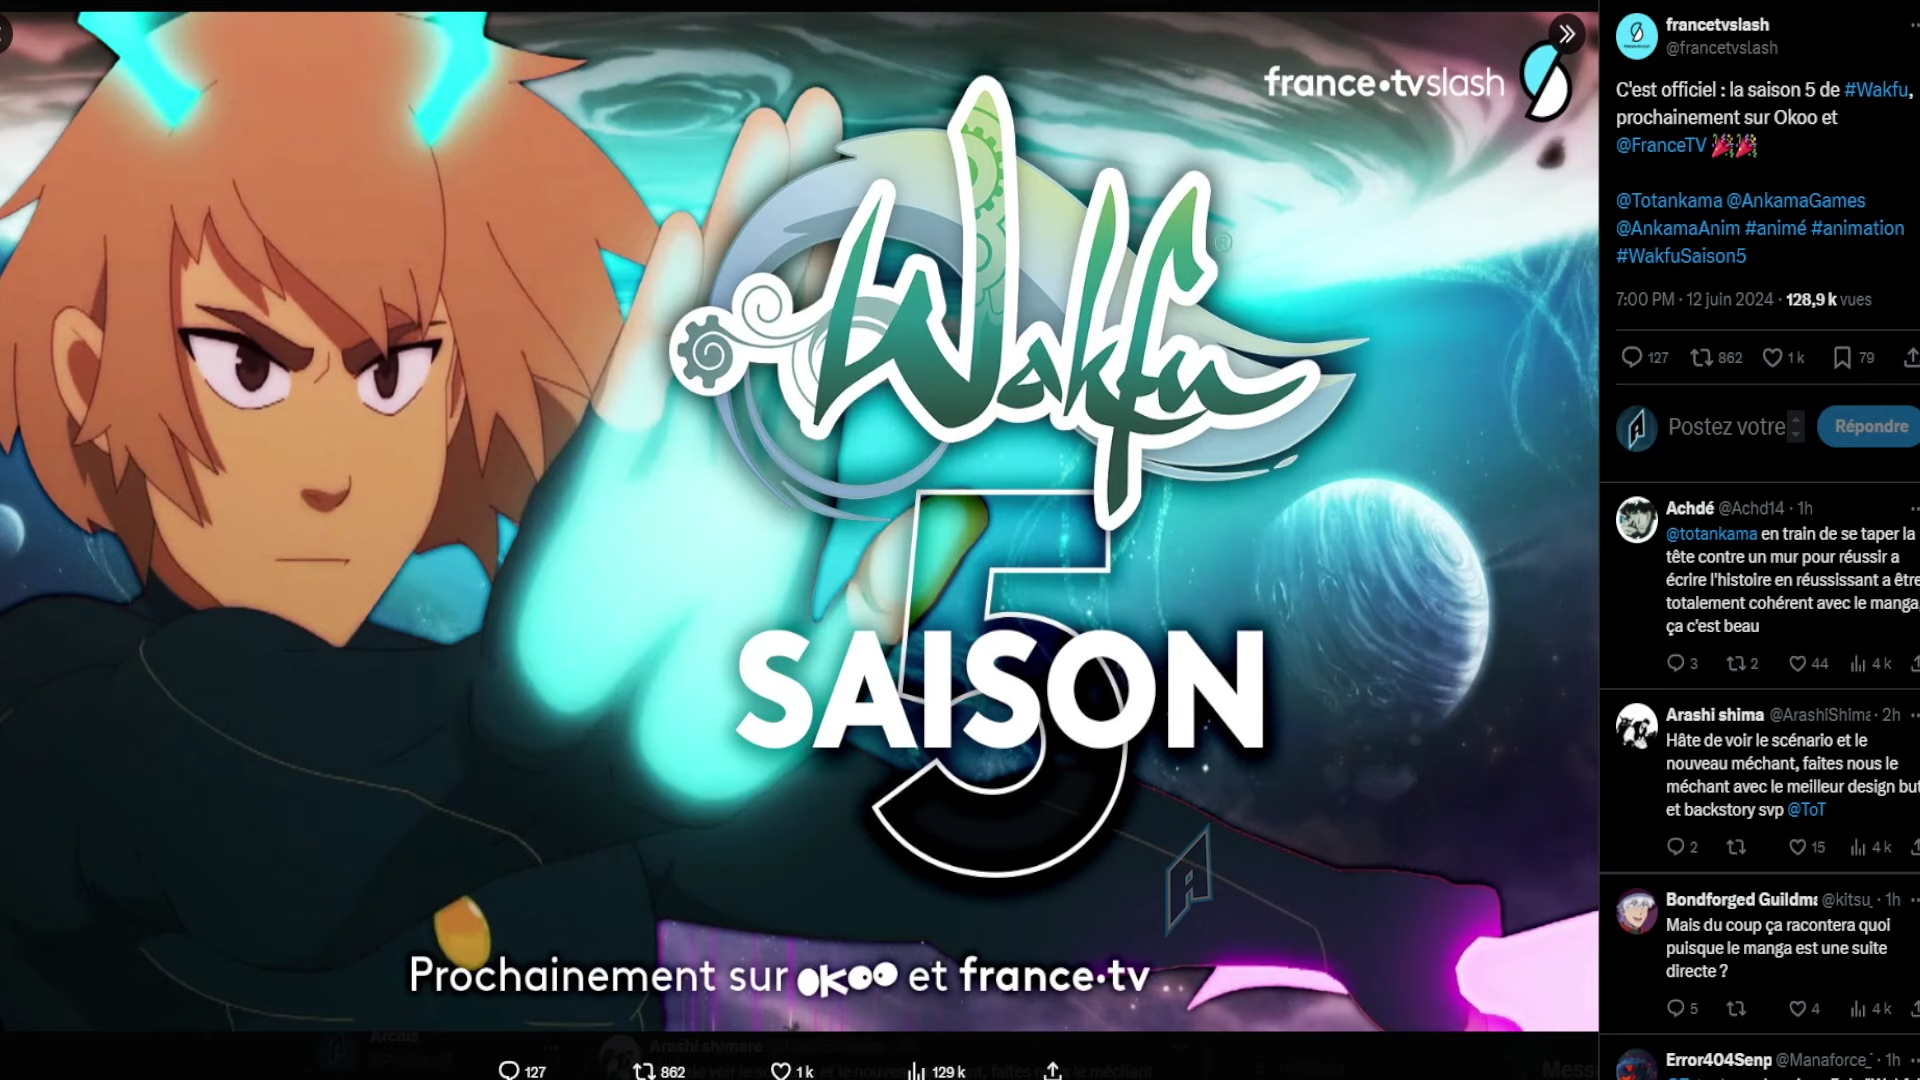 france•tvslash
Wakfu
®
5
SAISON
Prochainement sur okoo et france•tv
127
862
1 k
129 k
francetvslash
@francetvslash
C'est officiel : la saison 5 de #Wakfu,
prochainement sur Okoo et
@FranceTV 🎉🎉
@Totankama @AnkamaGames
@AnkamaAnim #animé #animation
#WakfuSaison5
7:00 PM · 12 juin 2024 · 128,9 k vues
127 862 1 k 79
Postez votre
Répondre
Achdé @Achd14 · 1h
@totankama en train de se taper la
tête contre un mur pour réussir a
écrire l'histoire en réussissant a être
totalement cohérent avec le manga,
ça c'est beau
3 2 44 4 k
Arashi shima @ArashiShima · 2h
Hâte de voir le scénario et le
nouveau méchant, faites nous le
méchant avec le meilleur design but
et backstory svp @ToT
2 15 4 k
Bondforged Guildma @kitsu_ · 1h
Mais du coup ça racontera quoi
puisque le manga est une suite
directe ?
5 4 4 k
Error404Senp @Manaforce_ · 1h